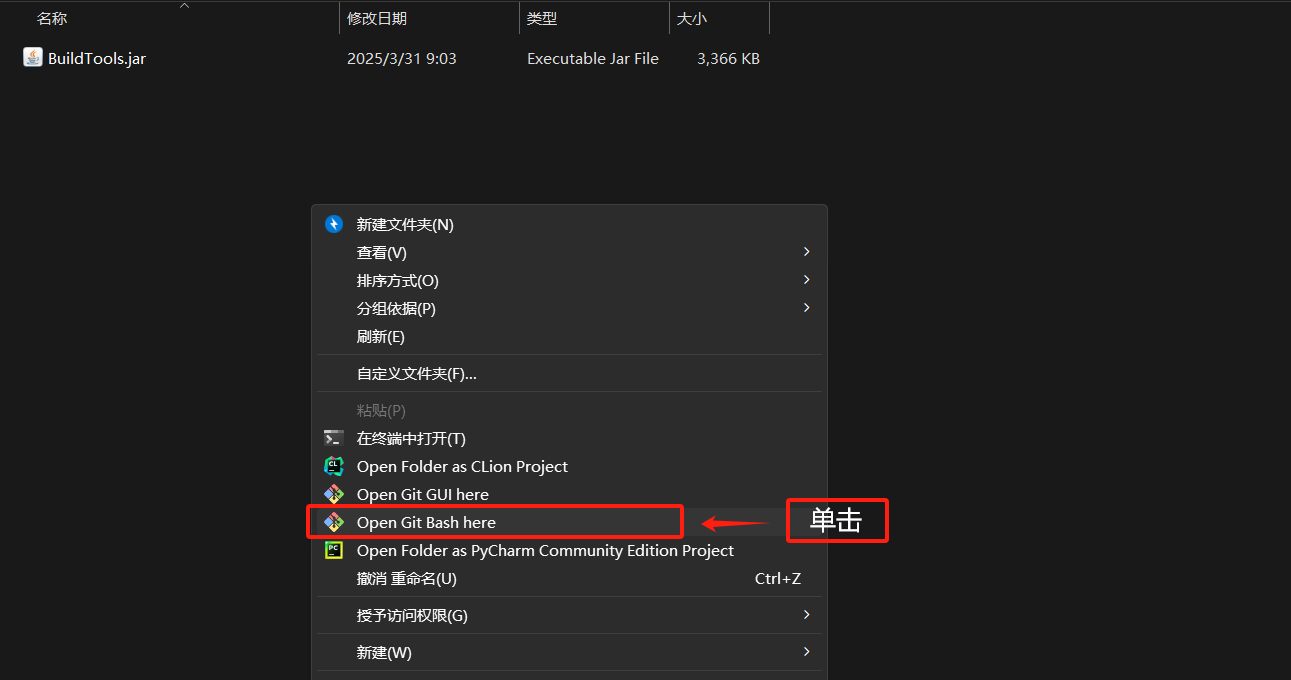 名称 修改日期 类型 大小
BuildTools.jar 2025/3/31 9:03 Executable Jar File 3,366 KB
新建文件夹(N)
查看(V)
排序方式(O)
分组依据(P)
刷新(E)
自定义文件夹(F)...
粘贴(P)
在终端中打开(T)
Open Folder as CLion Project
Open Git GUI here
Open Git Bash here 单击
Open Folder as PyCharm Community Edition Project
撤消 重命名(U) Ctrl+Z
授予访问权限(G)
新建(W)